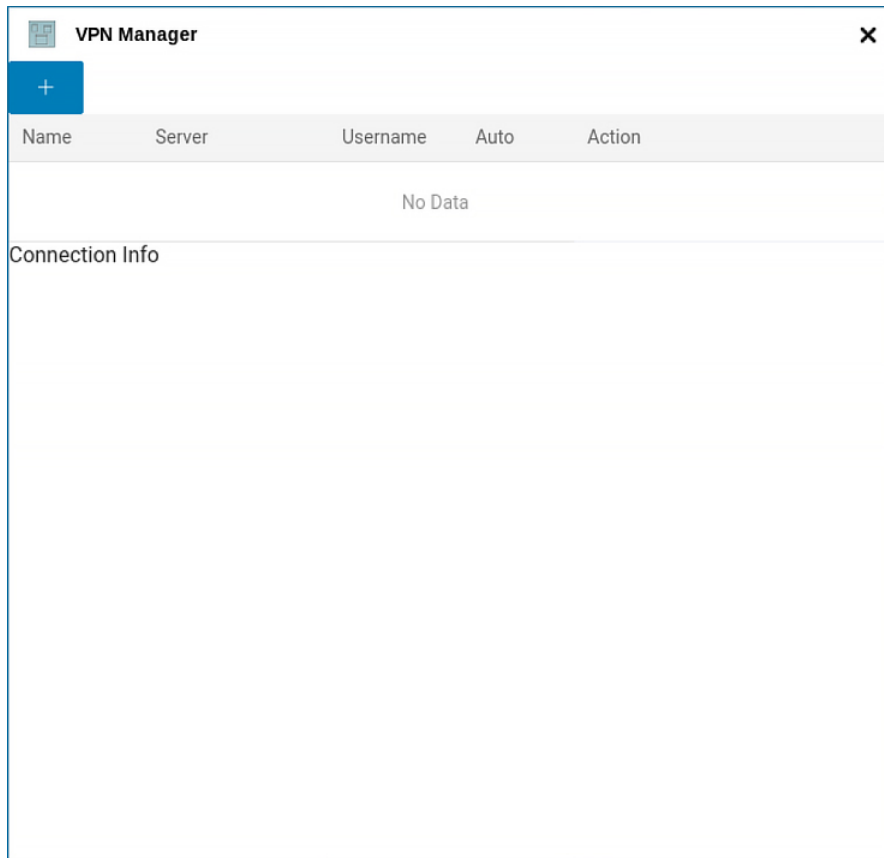 VPN Manager
Name Server Username Auto Action
No Data
Connection Info